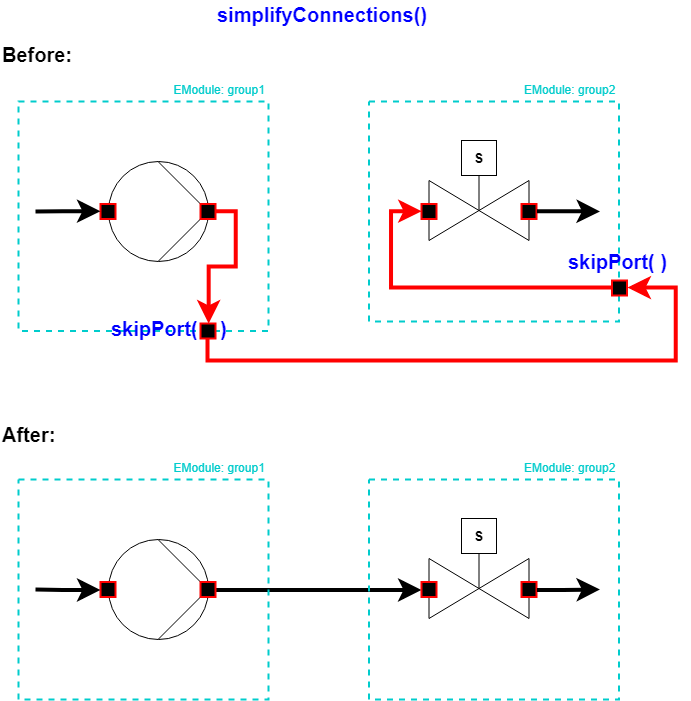 simplifyConnections()
Before:
EModule: group1
EModule: group2
s
skipPort( )
skipPort( )
After:
EModule: group1
EModule: group2
s